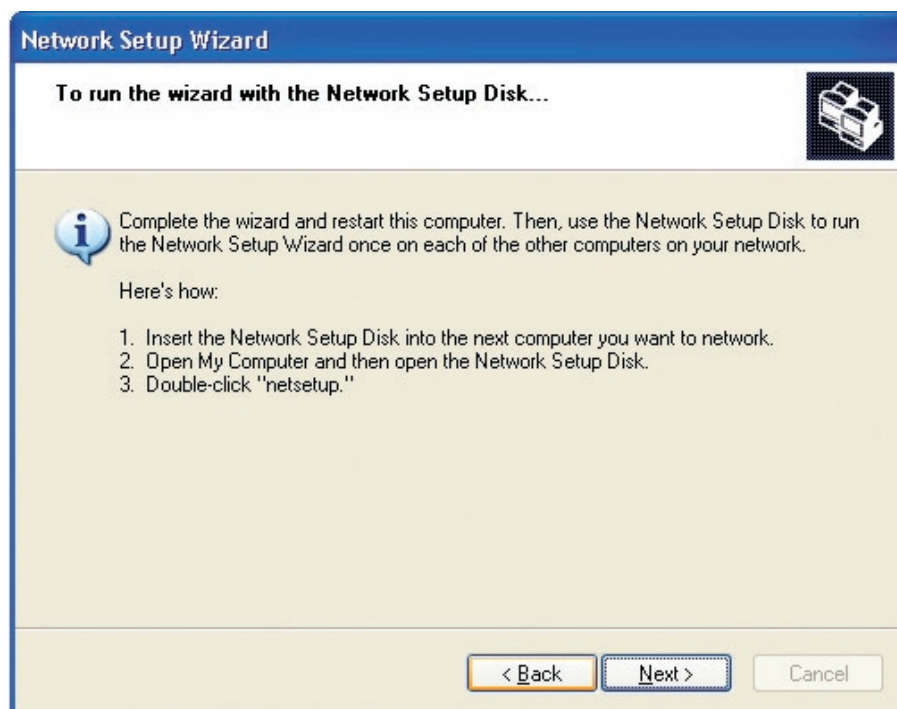 Network Setup Wizard
To run the wizard with the Network Setup Disk...
Complete the wizard and restart this computer. Then, use the Network Setup Disk to run
the Network Setup Wizard once on each of the other computers on your network.
Here's how:
1. Insert the Network Setup Disk into the next computer you want to network.
2. Open My Computer and then open the Network Setup Disk.
3. Double-click "netsetup."
< Back
Next >
Cancel